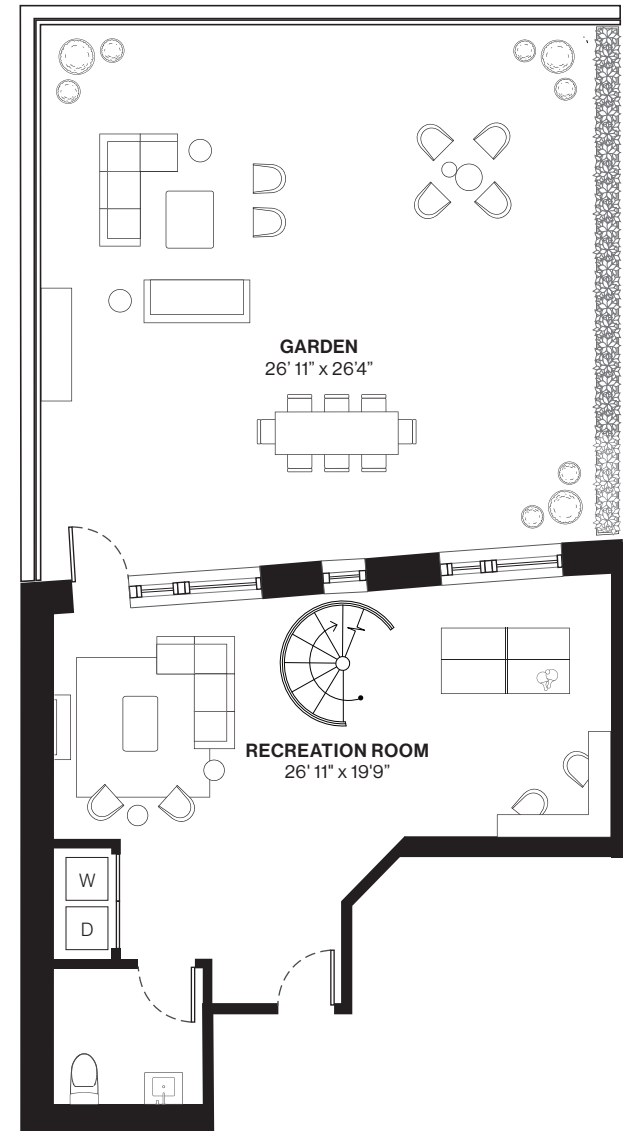 GARDEN
26’ 11” x 26’4”
RECREATION ROOM
26' 11" x 19'9”
W
D